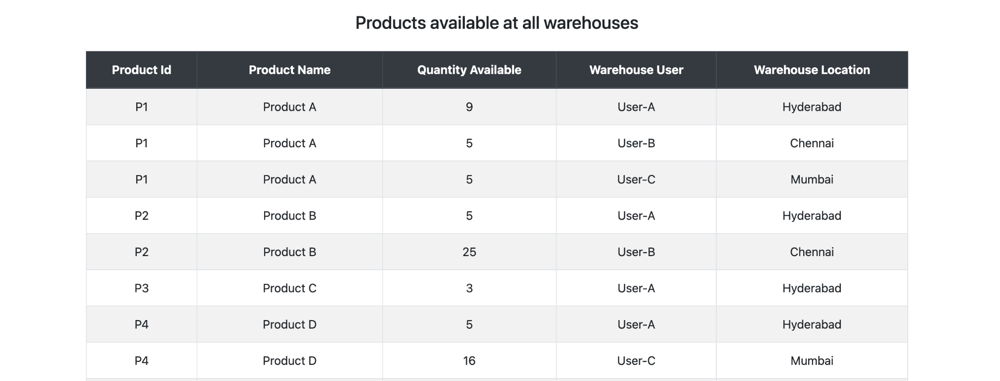 Products available at all warehouses
Product Id Product Name Quantity Available Warehouse User Warehouse Location
P1 Product A 9 User-A Hyderabad
P1 Product A 5 User-B Chennai
P1 Product A 5 User-C Mumbai
P2 Product B 5 User-A Hyderabad
P2 Product B 25 User-B Chennai
P3 Product C 3 User-A Hyderabad
P4 Product D 5 User-A Hyderabad
P4 Product D 16 User-C Mumbai